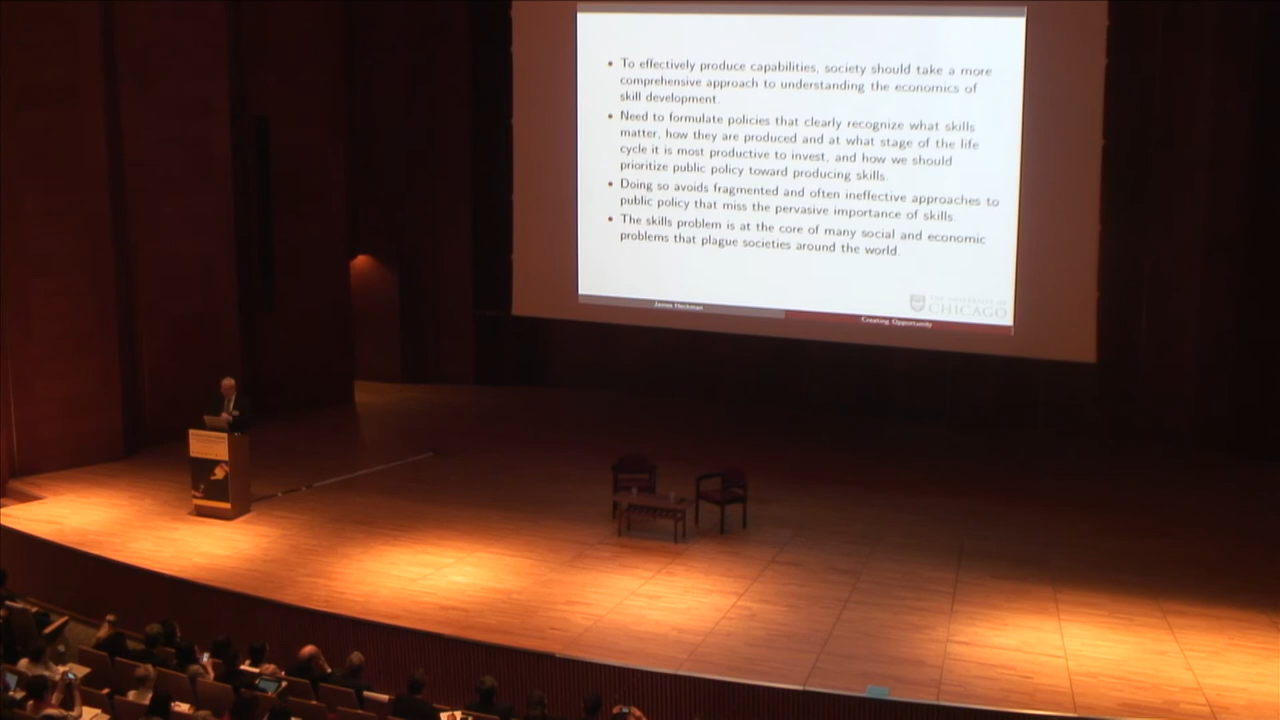 • To effectively produce capabilities, society should take a more
comprehensive approach to understanding the economics of
skill development.
• Need to formulate policies that clearly recognize what skills
matter, how they are produced and at what stage of the life
cycle it is most productive to invest, and how we should
prioritize public policy toward producing skills.
• Doing so avoids fragmented and often ineffective approaches to
public policy that miss the pervasive importance of skills.
• The skills problem is at the core of many social and economic
problems that plague societies around the world.
THE UNIVERSITY OF
CHICAGO
James Heckman
Creating Opportunity